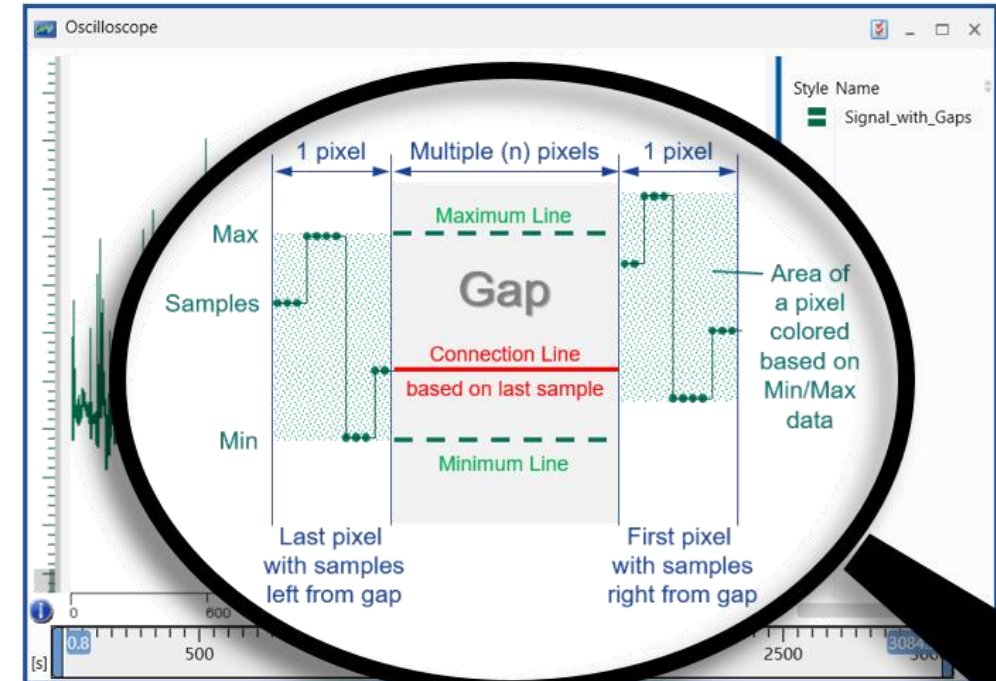 Oscilloscope
Style Name
Signal_with_Gaps
1 pixel
Multiple (n) pixels
1 pixel
Max
Maximum Line
Gap
Samples
Area of
a pixel
colored
based on
Min/Max
data
Connection Line
based on last sample
Min
Minimum Line
Last pixel
with samples
left from gap
First pixel
with samples
right from gap
0
600
0.8
[s]
500
2500